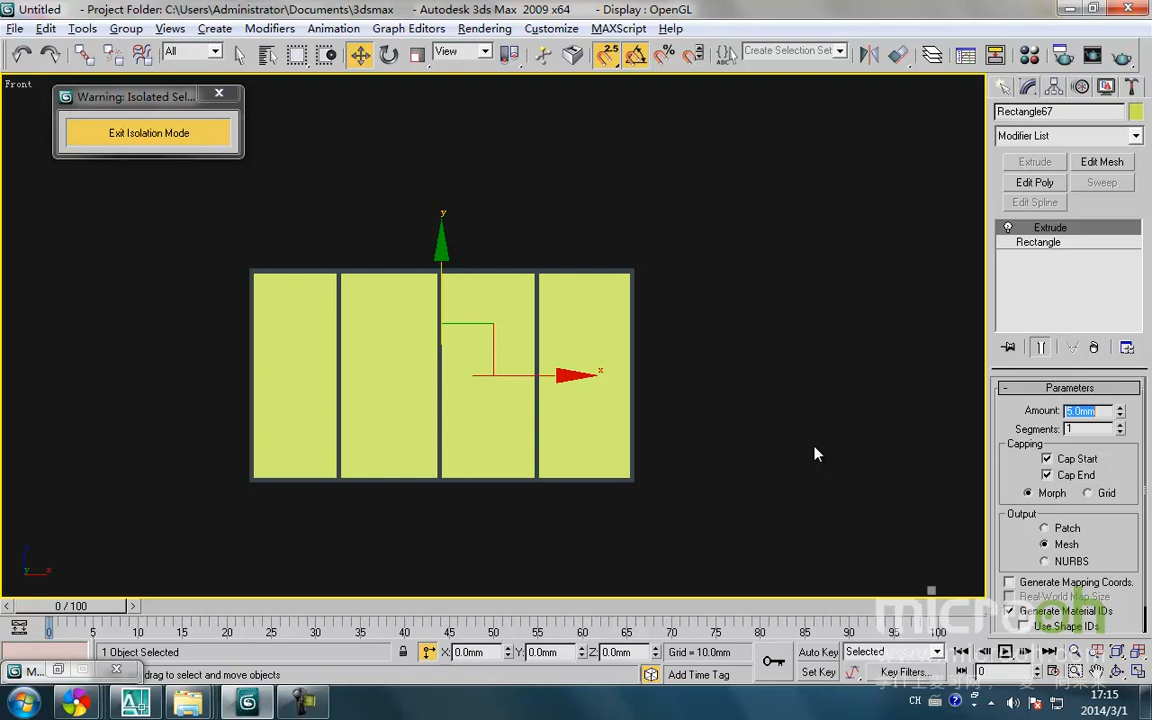 Untitled - Project Folder: C:\Users\Administrator\Documents\3dsmax - Autodesk 3ds Max 2009 x64 - Display : OpenGL
File Edit Tools Group Views Create Modifiers Animation Graph Editors Rendering Customize MAXScript Help
All View 2.5 Create Selection Set
Front
Warning: Isolated Sel...
Exit Isolation Mode
Rectangle67
Modifier List
Extrude Edit Mesh
Edit Poly Sweep
Edit Spline
Extrude
Rectangle
y
x
Parameters
Amount: 5.0mm
Segments: 1
Capping
Cap Start
Cap End
Morph Grid
Output
Patch
Mesh
NURBS
Generate Mapping Coords.
Real-World Map Size
Generate Material IDs
Use Shape IDs
y x
0 / 100
0 5 10 15 20 25 30 35 40 45 50 55 60 65 70 75 80 85 90 95 100
1 Object Selected X: 0.0mm Y: 0.0mm Z: 0.0mm Grid = 10.0mm Auto Key Selected
M... drag to select and move objects Add Time Tag Set Key Key Filters... 0
CH 17:15
2014/3/1